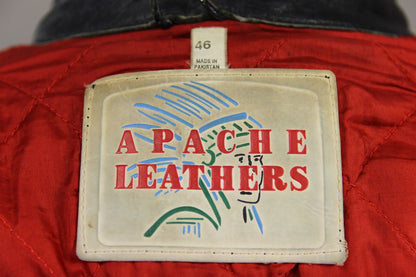 46
MADE IN
PAKISTAN
APACHE
LEATHERS